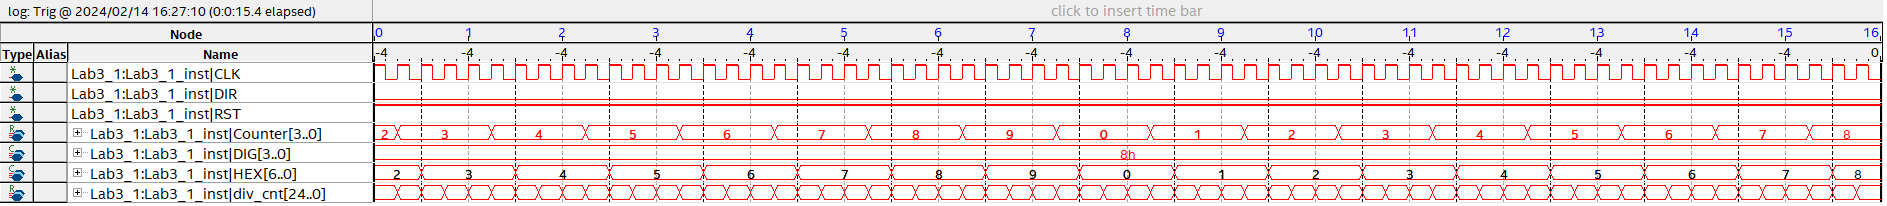 log: Trig @ 2024/02/14 16:27:10 (0:0:15.4 elapsed) click to insert time bar
Node 0 1 2 3 4 5 6 7 8 9 10 11 12 13 14 15 16
Type Alias Name -4 -4 -4 -4 -4 -4 -4 -4 -4 -4 -4 -4 -4 -4 -4 -4 0
Lab3_1:Lab3_1_inst|CLK
Lab3_1:Lab3_1_inst|DIR
Lab3_1:Lab3_1_inst|RST
R Lab3_1:Lab3_1_inst|Counter[3..0] 2 3 4 5 6 7 8 9 0 1 2 3 4 5 6 7 8
C Lab3_1:Lab3_1_inst|DIG[3..0] 8h
C Lab3_1:Lab3_1_inst|HEX[6..0] 2 3 4 5 6 7 8 9 0 1 2 3 4 5 6 7 8
R Lab3_1:Lab3_1_inst|div_cnt[24..0]